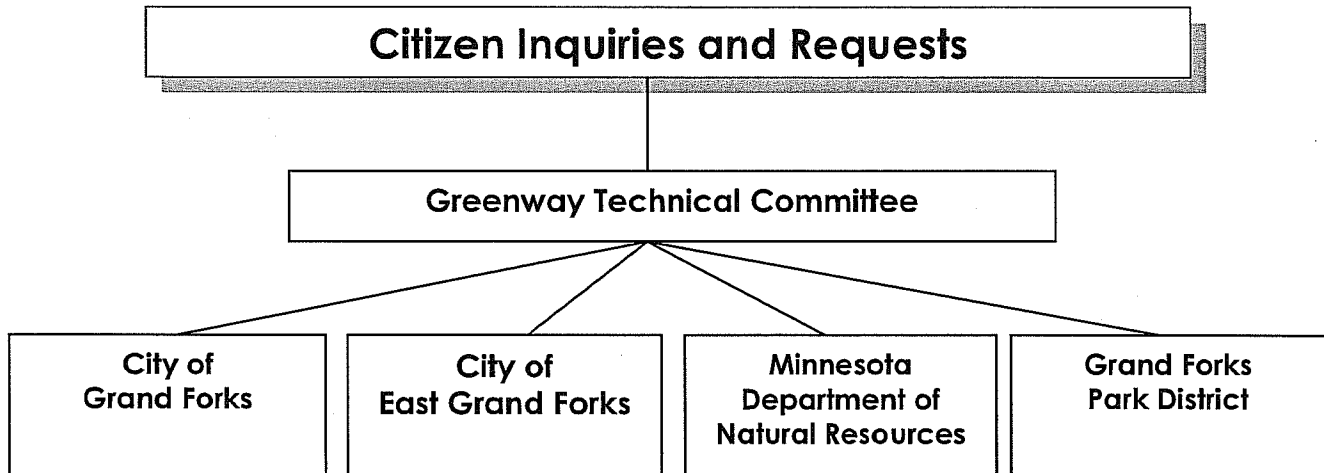 Citizen Inquiries and Requests
Greenway Technical Committee
City of
Grand Forks
City of
East Grand Forks
Minnesota
Department of
Natural Resources
Grand Forks
Park District